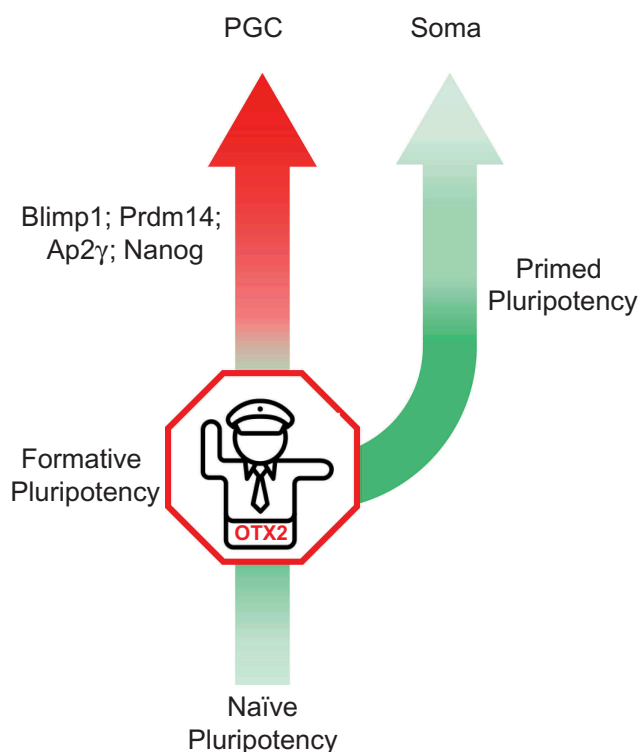 PGC
Soma
Blimp1; Prdm14;
Ap2γ; Nanog
Primed
Pluripotency
Formative
Pluripotency
OTX2
Naïve
Pluripotency